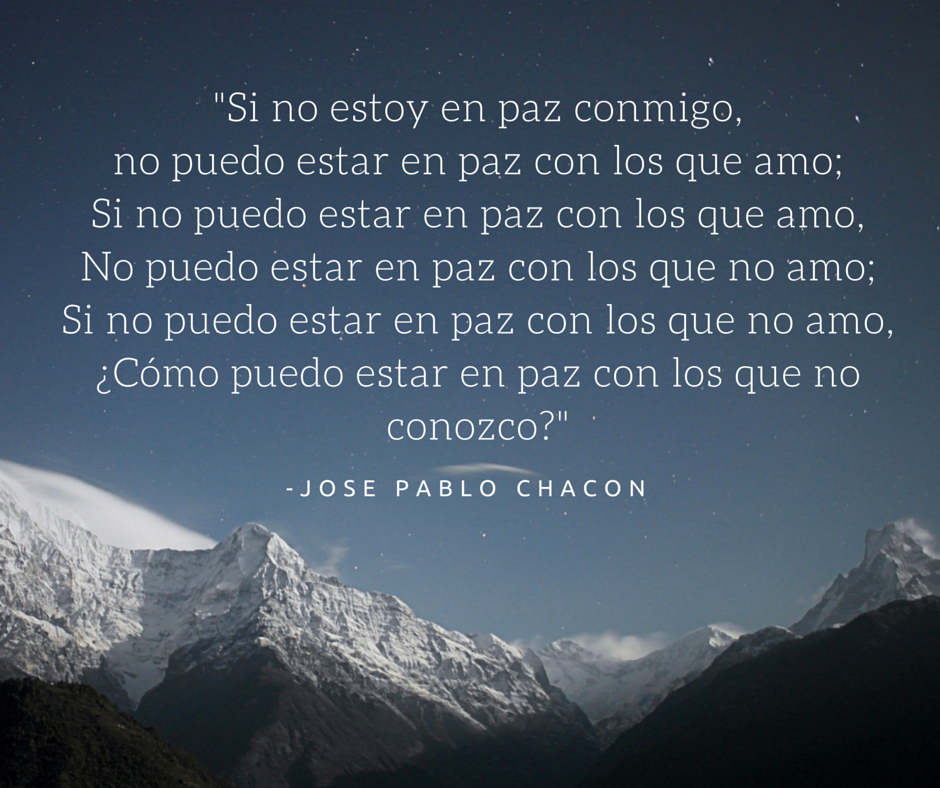 "Si no estoy en paz conmigo,
no puedo estar en paz con los que amo;
Si no puedo estar en paz con los que amo,
No puedo estar en paz con los que no amo;
Si no puedo estar en paz con los que no amo,
¿Cómo puedo estar en paz con los que no
conozco?"
-JOSE PABLO CHACON